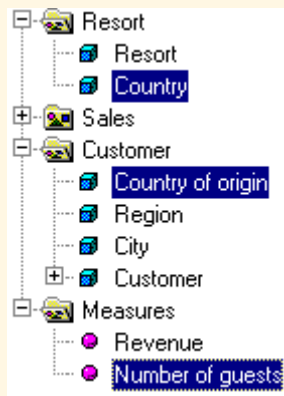 Resort
Resort
Country
Sales
Customer
Country of origin
Region
City
Customer
Measures
Revenue
Number of guests